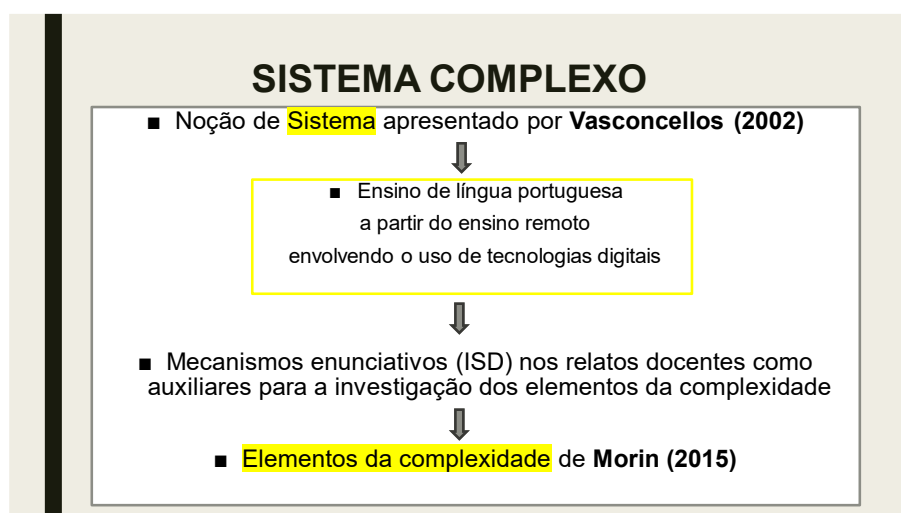 SISTEMA COMPLEXO
■ Noção de Sistema apresentado por Vasconcellos (2002)
■ Ensino de língua portuguesa
a partir do ensino remoto
envolvendo o uso de tecnologias digitais
■ Mecanismos enunciativos (ISD) nos relatos docentes como
auxiliares para a investigação dos elementos da complexidade
■ Elementos da complexidade de Morin (2015)